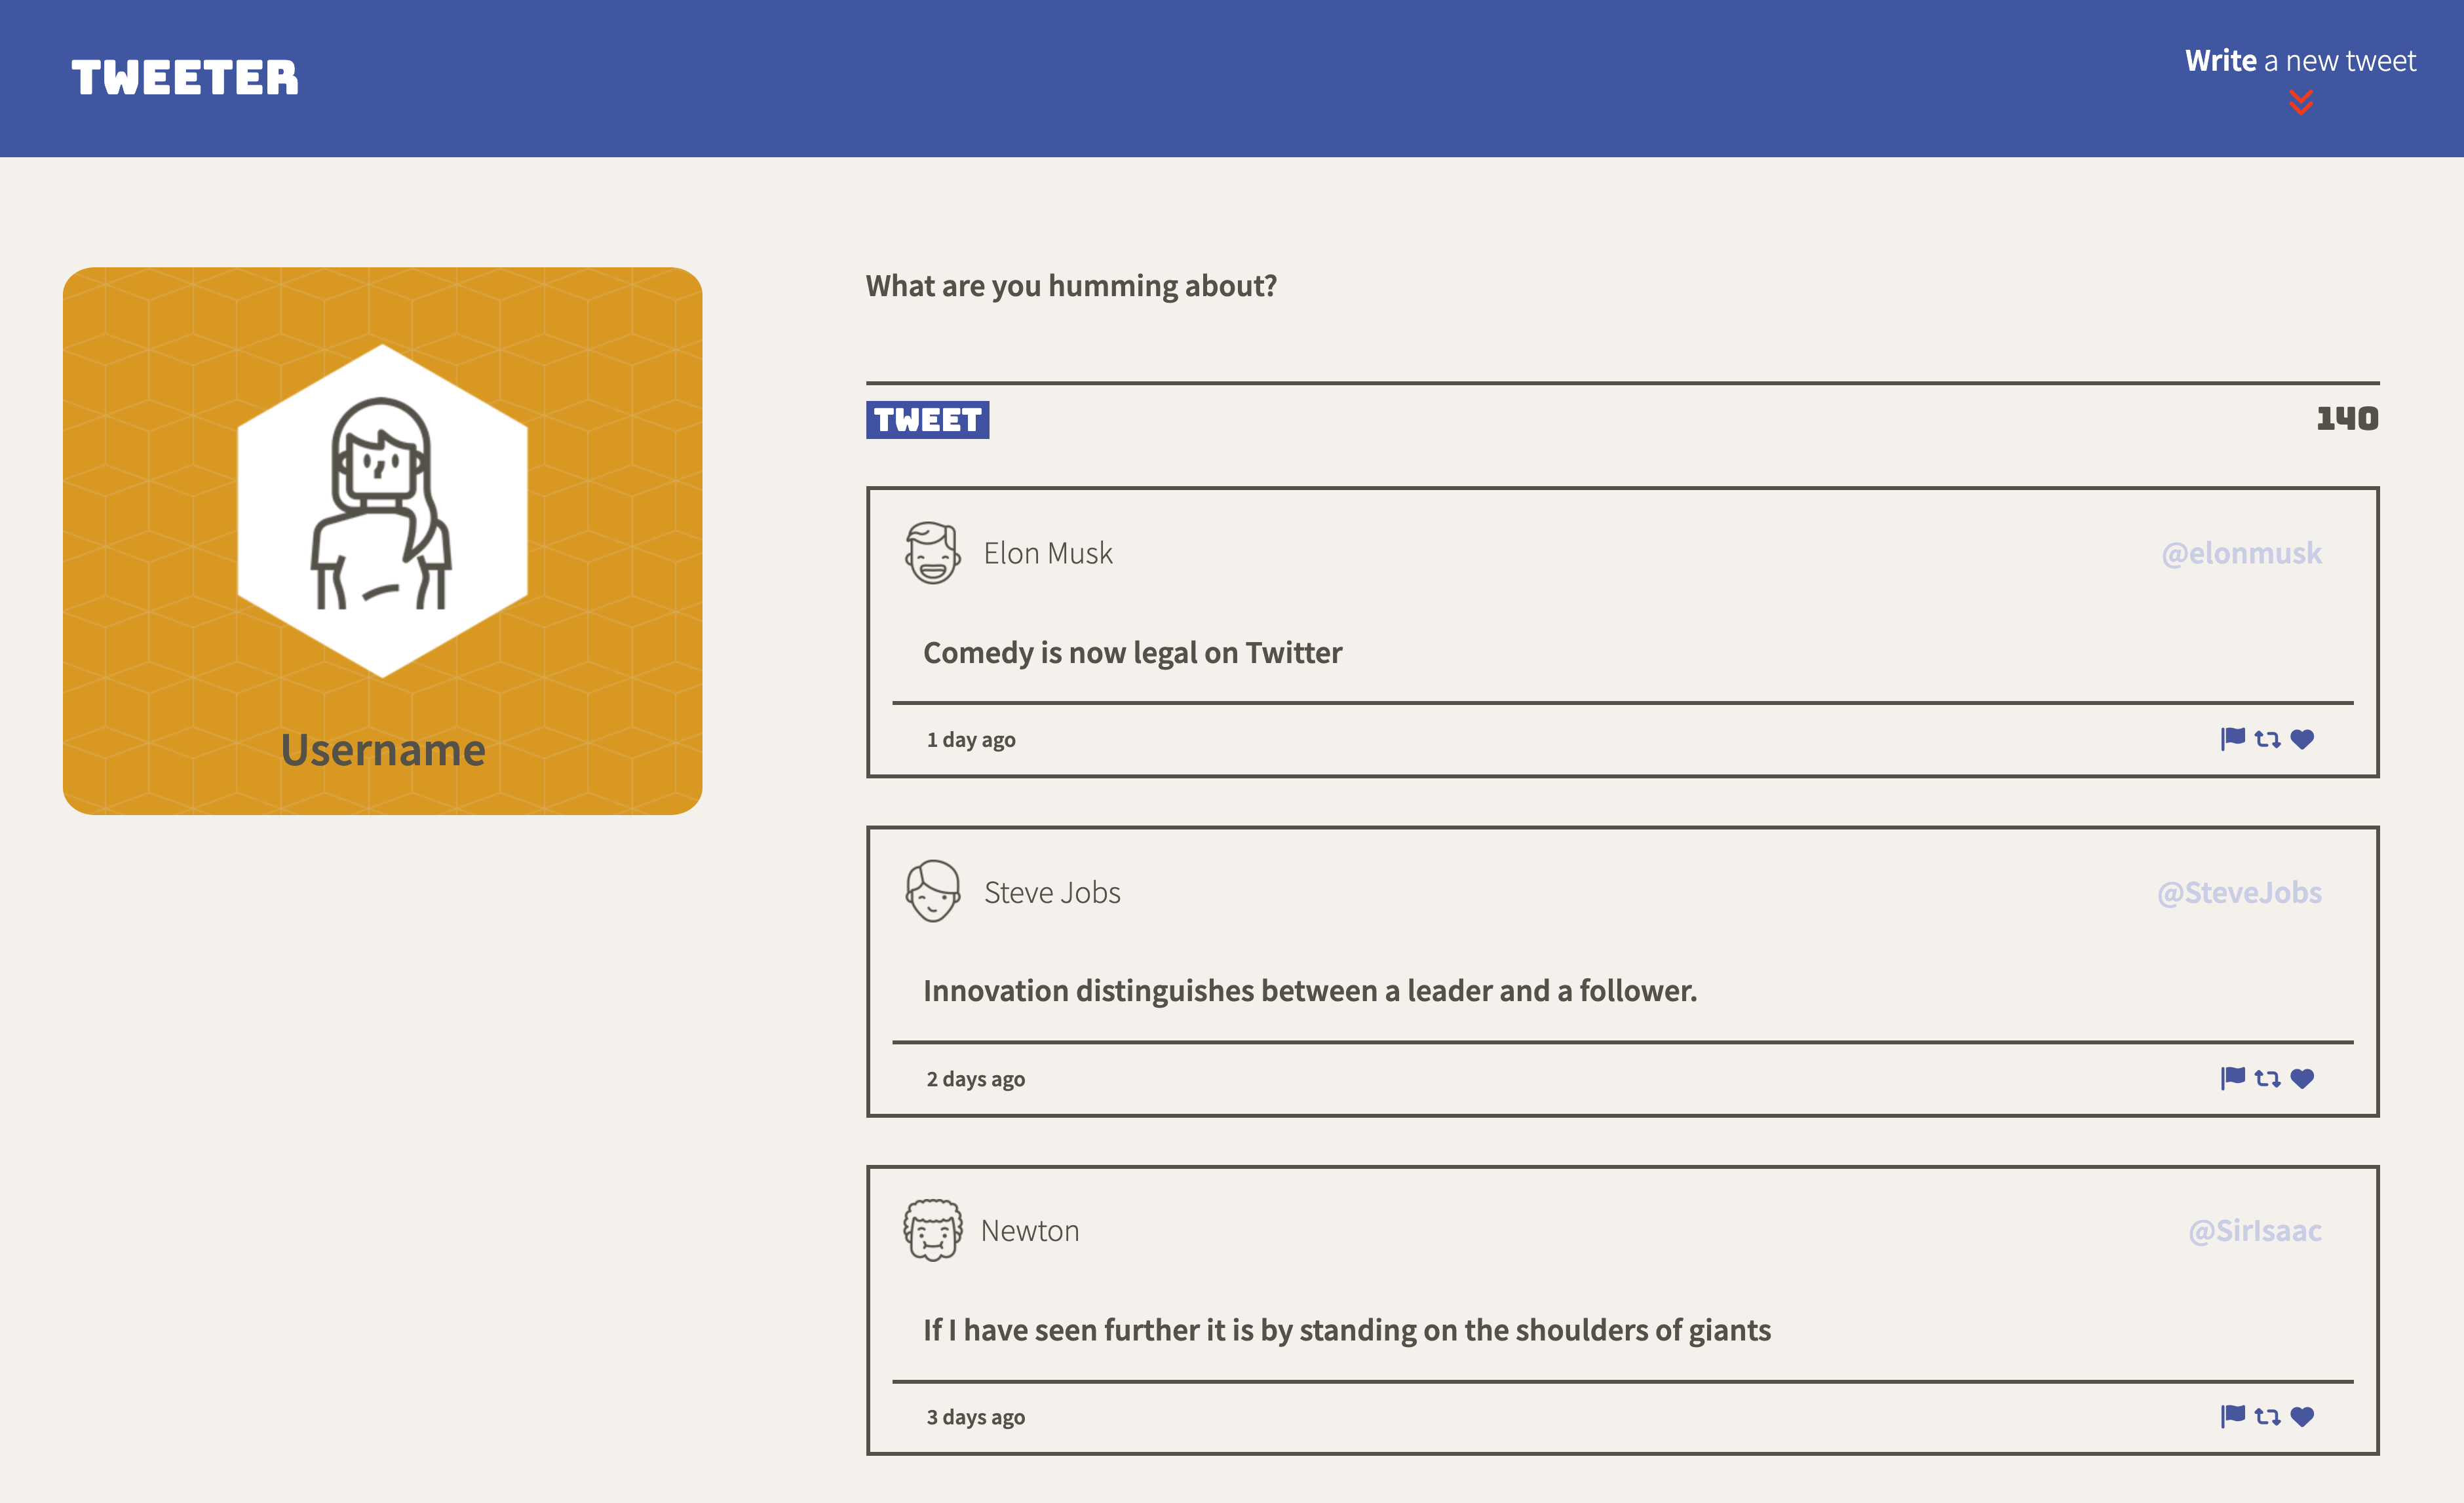 TWEETER
Write a new tweet
Username
What are you humming about?
TWEET
140
Elon Musk
@elonmusk
Comedy is now legal on Twitter
1 day ago
Steve Jobs
@SteveJobs
Innovation distinguishes between a leader and a follower.
2 days ago
Newton
@SirIsaac
If I have seen further it is by standing on the shoulders of giants
3 days ago